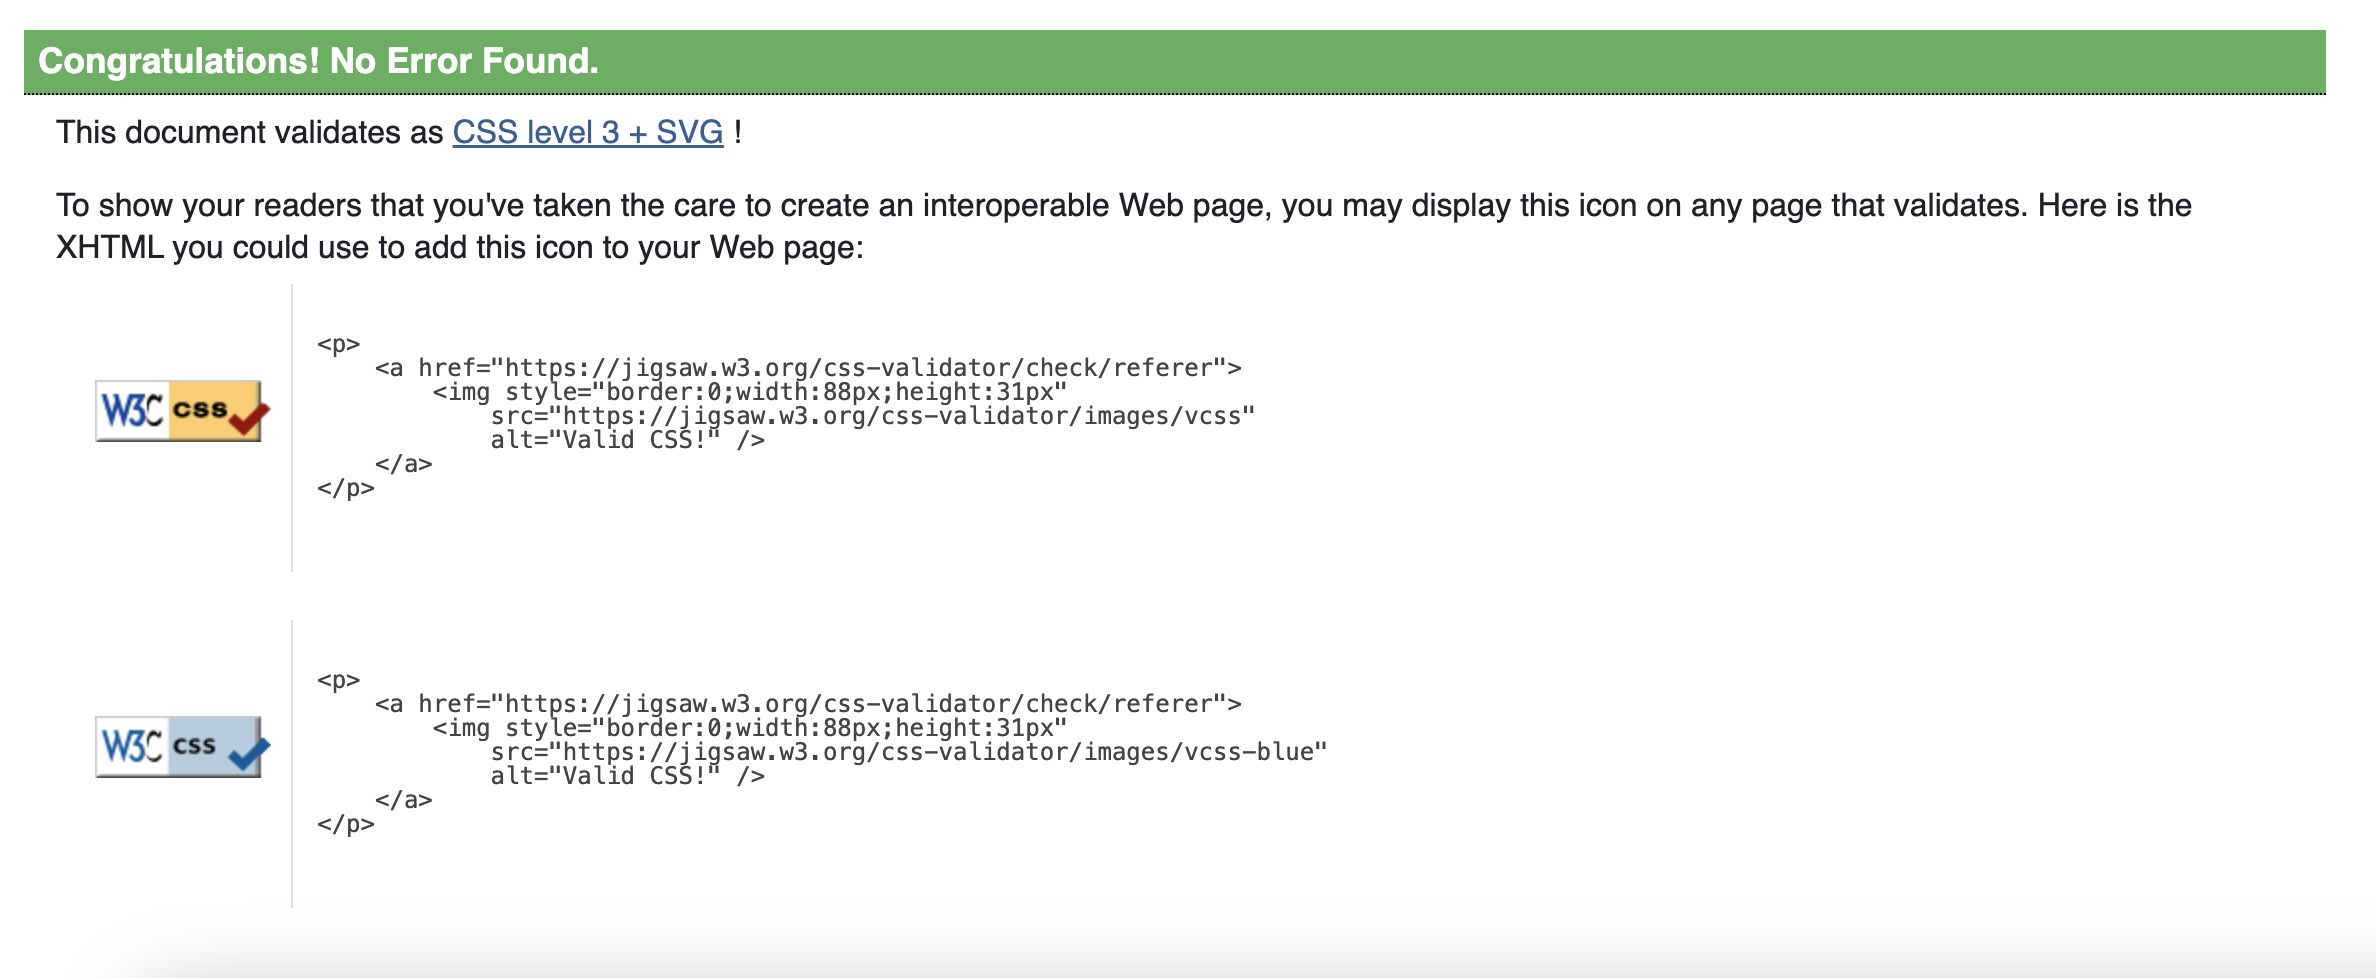 Congratulations! No Error Found.
This document validates as CSS level 3 + SVG !
To show your readers that you've taken the care to create an interoperable Web page, you may display this icon on any page that validates. Here is the
XHTML you could use to add this icon to your Web page:
W3C css
<p>
    <a href="https://jigsaw.w3.org/css-validator/check/referer">
        <img style="border:0;width:88px;height:31px"
            src="https://jigsaw.w3.org/css-validator/images/vcss"
            alt="Valid CSS!" />
    </a>
</p>
W3C css
<p>
    <a href="https://jigsaw.w3.org/css-validator/check/referer">
        <img style="border:0;width:88px;height:31px"
            src="https://jigsaw.w3.org/css-validator/images/vcss-blue"
            alt="Valid CSS!" />
    </a>
</p>